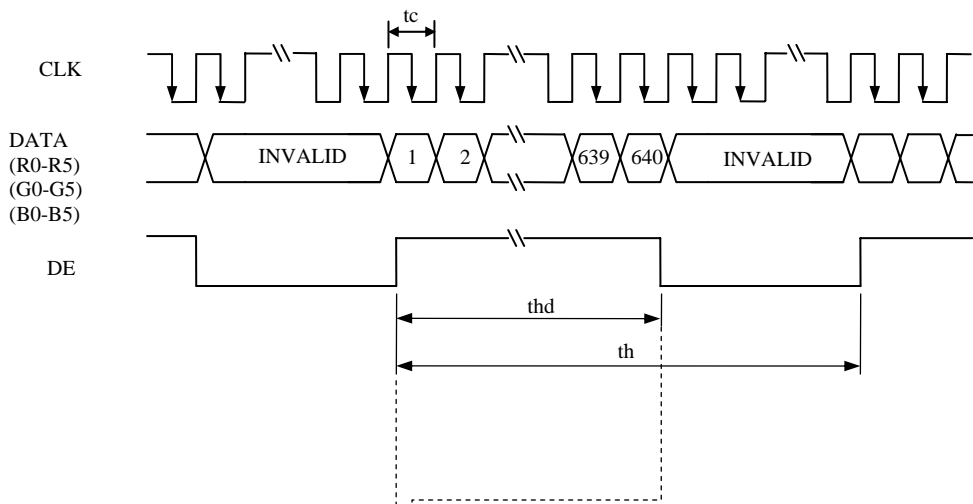 tc
CLK
DATA
(R0-R5)
(G0-G5)
(B0-B5)
INVALID 1 2 639 640 INVALID
DE
thd
th